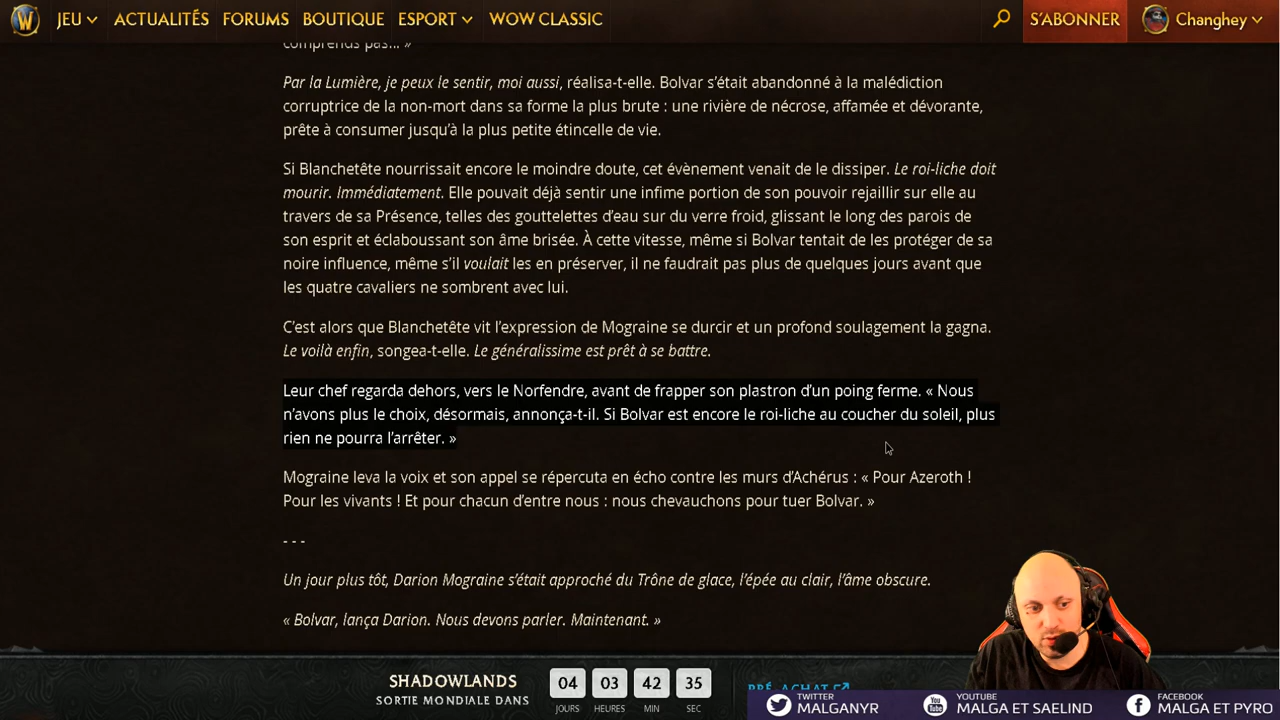 JEU ACTUALITÉS FORUMS BOUTIQUE ESPORT WOW CLASSIC S'ABONNER Changhey
comprends pas... »
Par la Lumière, je peux le sentir, moi aussi, réalisa-t-elle. Bolvar s'était abandonné à la malédiction
corruptrice de la non-mort dans sa forme la plus brute : une rivière de nécrose, affamée et dévorante,
prête à consumer jusqu'à la plus petite étincelle de vie.
Si Blanchetête nourrissait encore le moindre doute, cet évènement venait de le dissiper. Le roi-liche doit
mourir. Immédiatement. Elle pouvait déjà sentir une infime portion de son pouvoir rejaillir sur elle au
travers de sa Présence, telles des gouttelettes d'eau sur du verre froid, glissant le long des parois de
son esprit et éclaboussant son âme brisée. À cette vitesse, même si Bolvar tentait de les protéger de sa
noire influence, même s'il voulait les en préserver, il ne faudrait pas plus de quelques jours avant que
les quatre cavaliers ne sombrent avec lui.
C'est alors que Blanchetête vit l'expression de Mograine se durcir et un profond soulagement la gagna.
Le voilà enfin, songea-t-elle. Le généralissime est prêt à se battre.
Leur chef regarda dehors, vers le Norfendre, avant de frapper son plastron d'un poing ferme. « Nous
n'avons plus le choix, désormais, annonça-t-il. Si Bolvar est encore le roi-liche au coucher du soleil, plus
rien ne pourra l'arrêter. »
Mograine leva la voix et son appel se répercuta en écho contre les murs d'Achérus : « Pour Azeroth !
Pour les vivants ! Et pour chacun d'entre nous : nous chevauchons pour tuer Bolvar. »
- - -
Un jour plus tôt, Darion Mograine s'était approché du Trône de glace, l'épée au clair, l'âme obscure.
« Bolvar, lança Darion. Nous devons parler. Maintenant. »
SHADOWLANDS
SORTIE MONDIALE DANS
04 03 42 35
JOURS HEURES MIN SEC
PRÉ-ACHAT
TWITTER
MALGANYR
YOUTUBE
MALGA ET SAELIND
FACEBOOK
MALGA ET PYRO